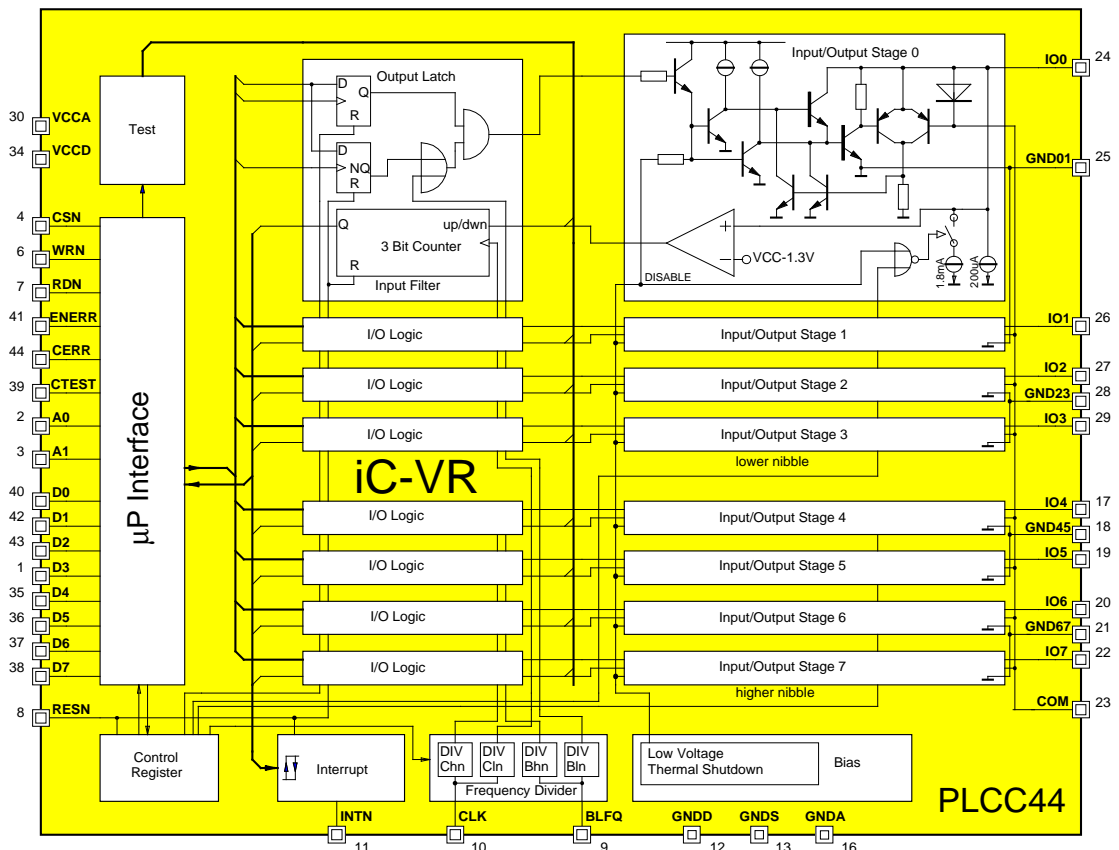 Output Latch
D
Q
R
D
NQ
R
Q
up/dwn
3 Bit Counter
R
Input Filter
Input/Output Stage 0
VCC-1.3V
DISABLE
1.8mA
200uA
Test
30 VCCA
34 VCCD
4 CSN
6 WRN
7 RDN
41 ENERR
44 CERR
39 CTEST
2 A0
3 A1
40 D0
42 D1
43 D2
1 D3
35 D4
36 D5
37 D6
38 D7
8 RESN
µP Interface
I/O Logic
Input/Output Stage 1
I/O Logic
Input/Output Stage 2
I/O Logic
Input/Output Stage 3
lower nibble
iC-VR
I/O Logic
Input/Output Stage 4
I/O Logic
Input/Output Stage 5
I/O Logic
Input/Output Stage 6
I/O Logic
Input/Output Stage 7
higher nibble
IO0 24
GND01 25
IO1 26
IO2 27
GND23 28
IO3 29
IO4 17
GND45 18
IO5 19
IO6 20
GND67 21
IO7 22
COM 23
Control
Register
Interrupt
DIV
Chn
DIV
Cln
DIV
Bhn
DIV
Bln
Frequency Divider
Low Voltage
Thermal Shutdown
Bias
PLCC44
INTN
11
CLK
10
BLFQ
9
GNDD
12
GNDS
13
GNDA
16